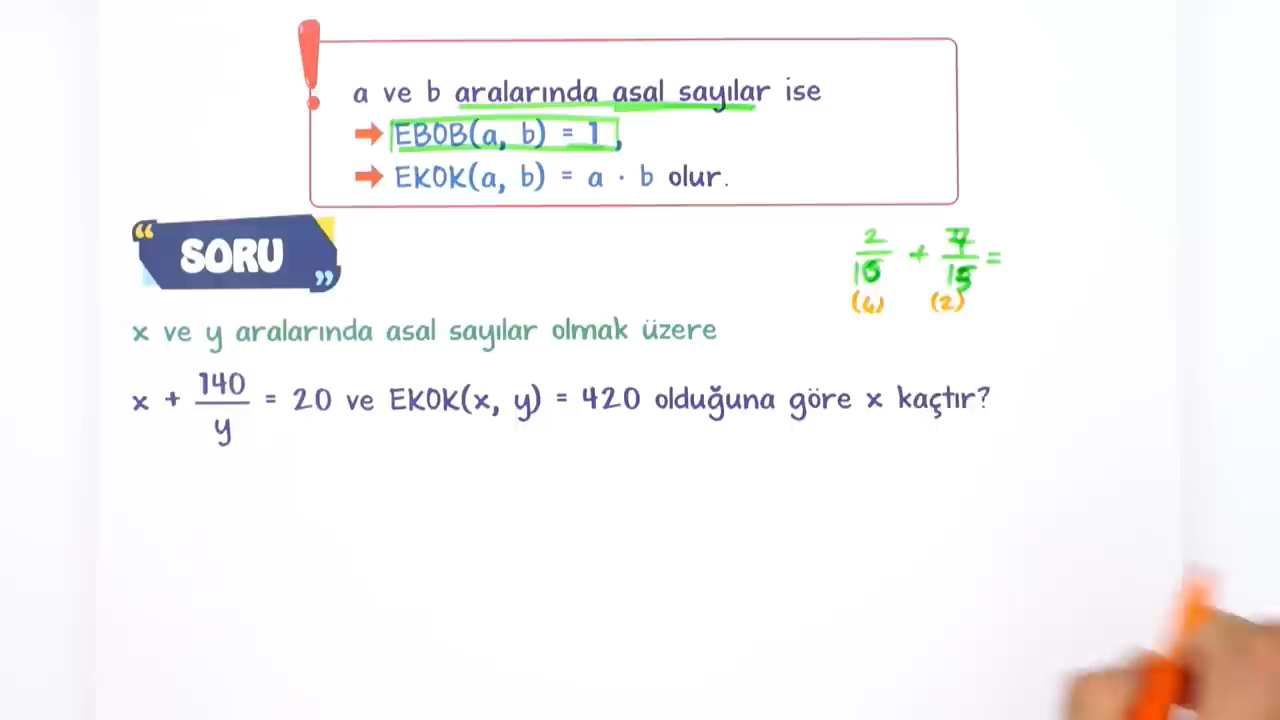 a ve b aralarında asal sayılar ise
EBOB(a, b) = 1,
EKOK(a, b) = a · b olur.
“ SORU ”
2/15 + 7/15 =
(4) (2)
x ve y aralarında asal sayılar olmak üzere
x + 140/y = 20 ve EKOK(x, y) = 420 olduğuna göre x kaçtır?